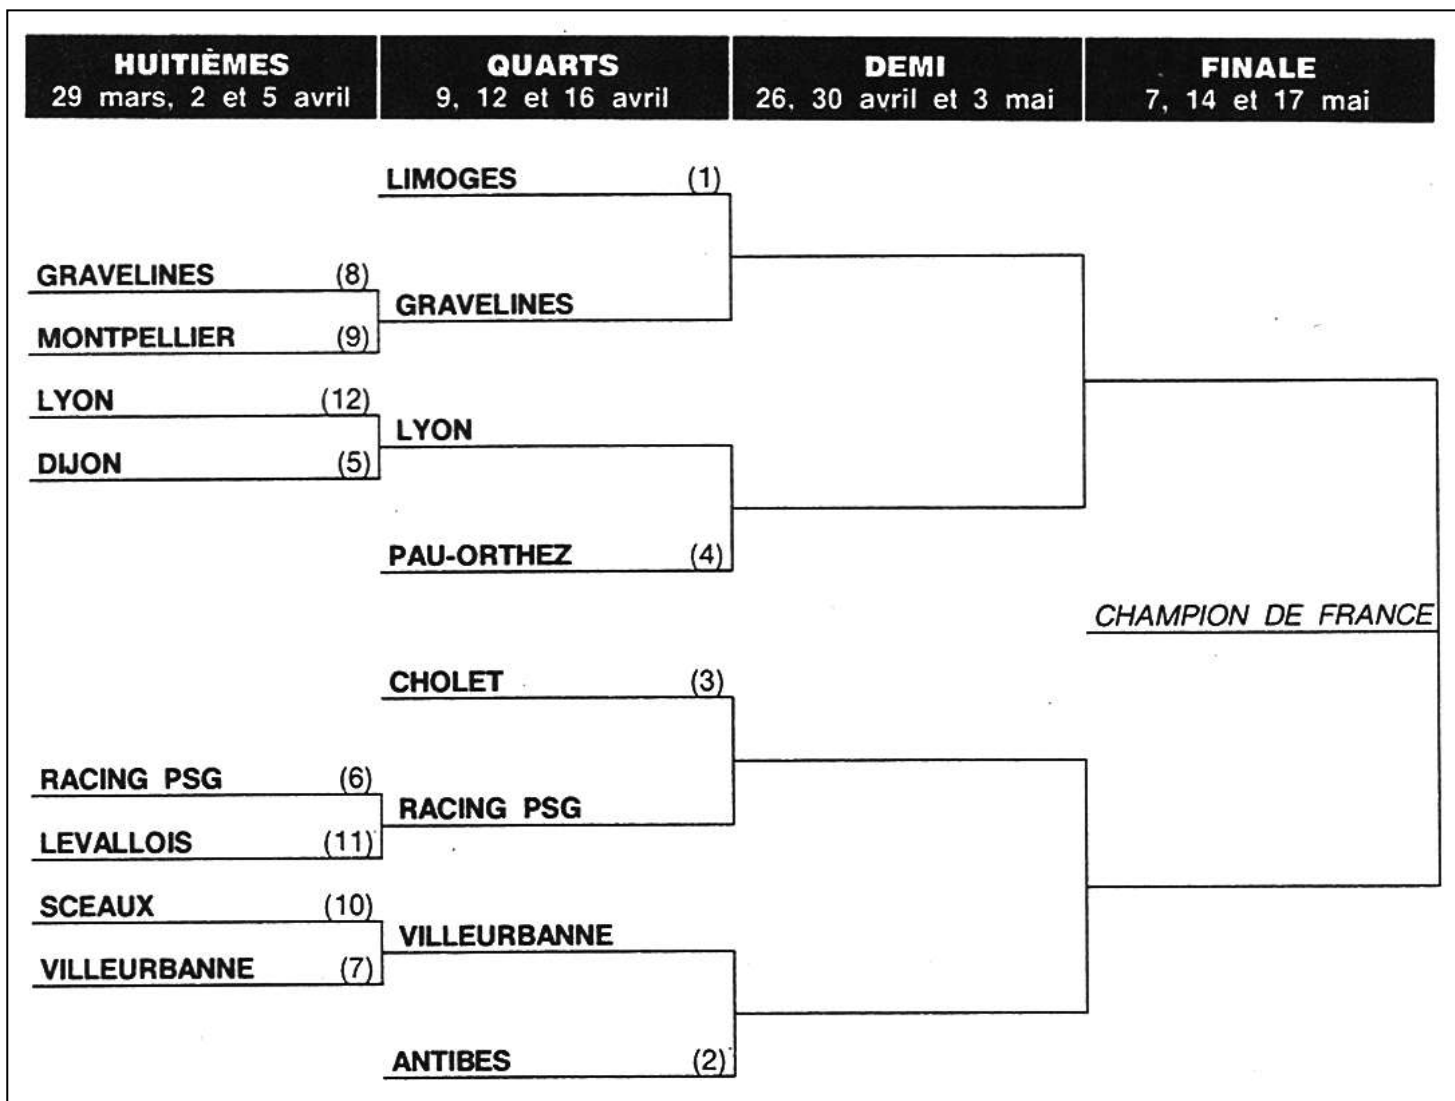 HUITIÈMES
29 mars, 2 et 5 avril
QUARTS
9, 12 et 16 avril
DEMI
26, 30 avril et 3 mai
FINALE
7, 14 et 17 mai
LIMOGES (1)
GRAVELINES (8)
GRAVELINES
MONTPELLIER (9)
LYON (12)
LYON
DIJON (5)
PAU-ORTHEZ (4)
CHAMPION DE FRANCE
CHOLET (3)
RACING PSG (6)
RACING PSG
LEVALLOIS (11)
SCEAUX (10)
VILLEURBANNE
VILLEURBANNE (7)
ANTIBES (2)